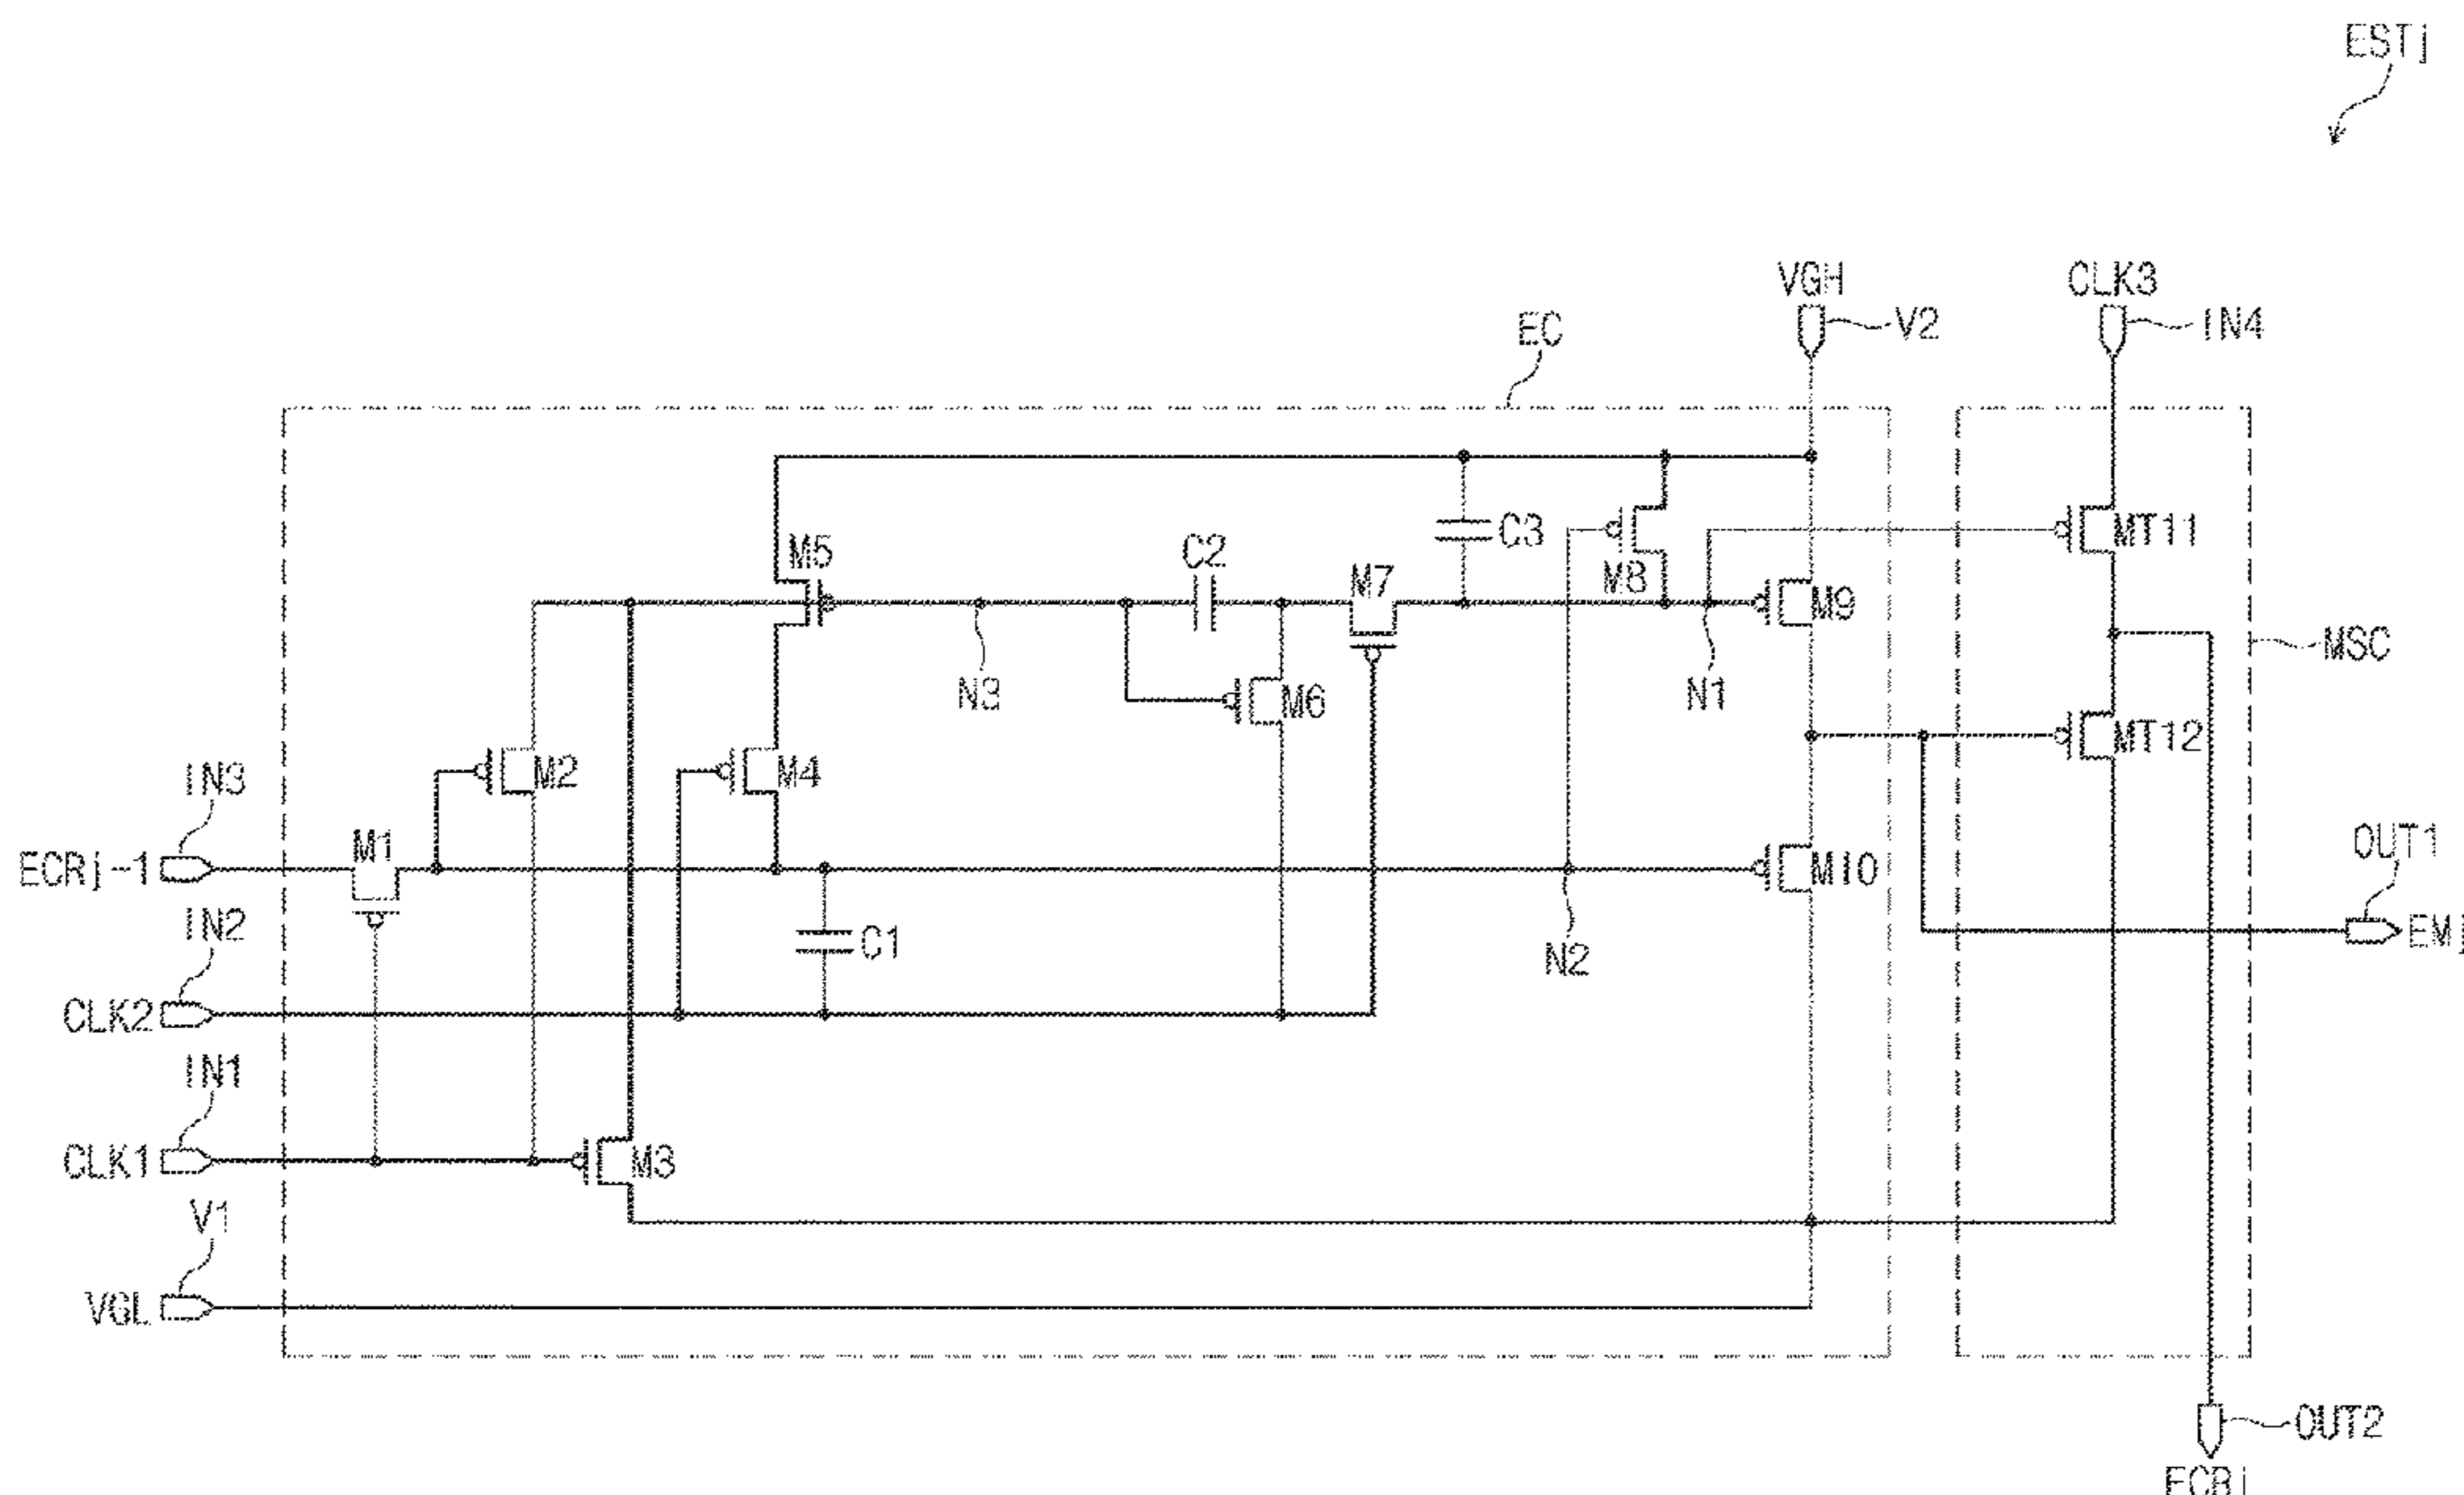 ESTj
VGH
CLK3
EC
V2
IN4
M5
C2
M7
C3
M8
MT11
M9
N3
M6
N1
MSC
IN3
M2
M4
MT12
ECRj-1
M1
M10
OUT1
IN2
C1
N2
EMj
CLK2
IN1
CLK1
M3
V1
VGL
OUT2
ECRj